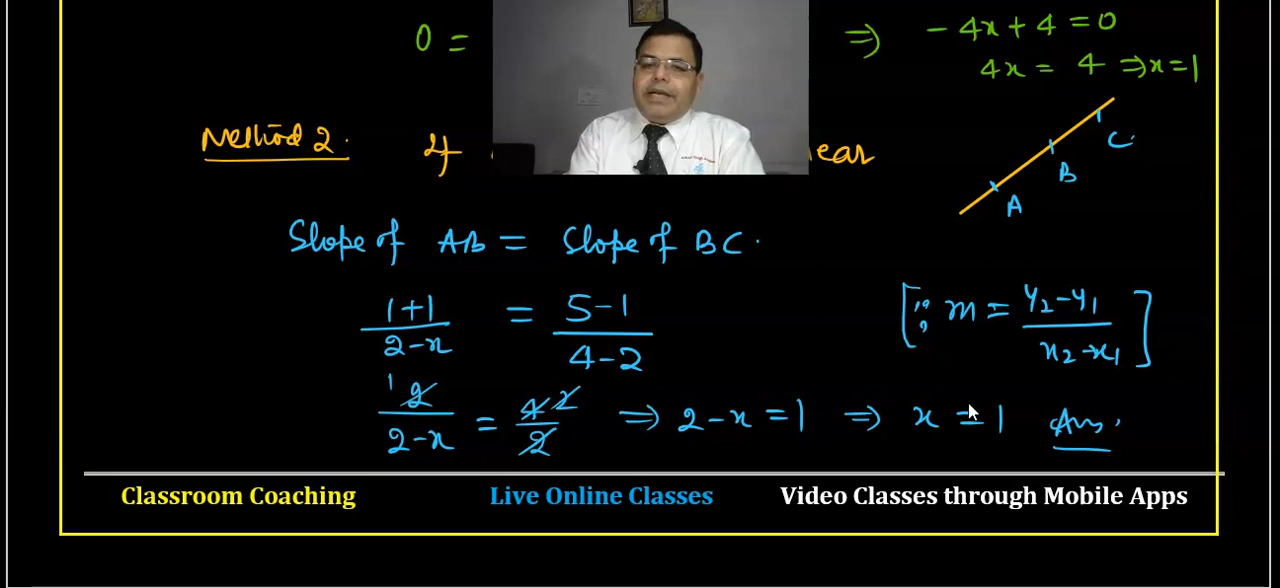 0 =
⇒ - 4x + 4 = 0
4x = 4 ⇒ x = 1
Method 2.
C
B
A
Slope of AB = Slope of BC.
1+1 / 2-x = 5-1 / 4-2
[∵ m = y₂-y₁ / x₂-x₁]
1 2 / 2-x = 4 2 / 2 ⇒ 2-x = 1 ⇒ x = 1 Ans.
Classroom Coaching Live Online Classes Video Classes through Mobile Apps